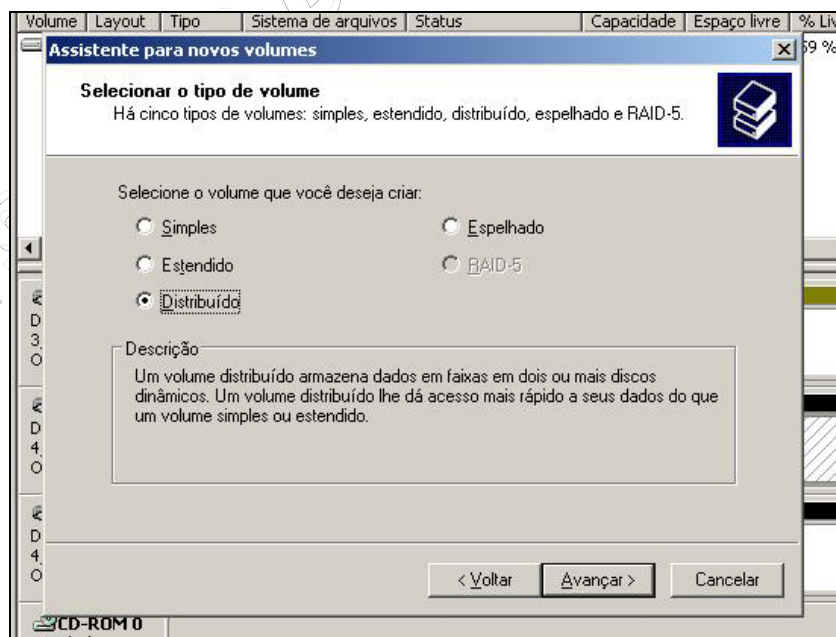 Volume Layout Tipo Sistema de arquivos Status Capacidade Espaço livre % Liv
59 %
Assistente para novos volumes
Selecionar o tipo de volume
Há cinco tipos de volumes: simples, estendido, distribuído, espelhado e RAID-5.
Selecione o volume que você deseja criar:
Simples Espelhado
Estendido RAID-5
Distribuído
D
3,
O
Descrição
Um volume distribuído armazena dados em faixas em dois ou mais discos
dinâmicos. Um volume distribuído lhe dá acesso mais rápido a seus dados do que
um volume simples ou estendido.
D
4,
O
D
4,
O
< Voltar Avançar > Cancelar
CD-ROM 0